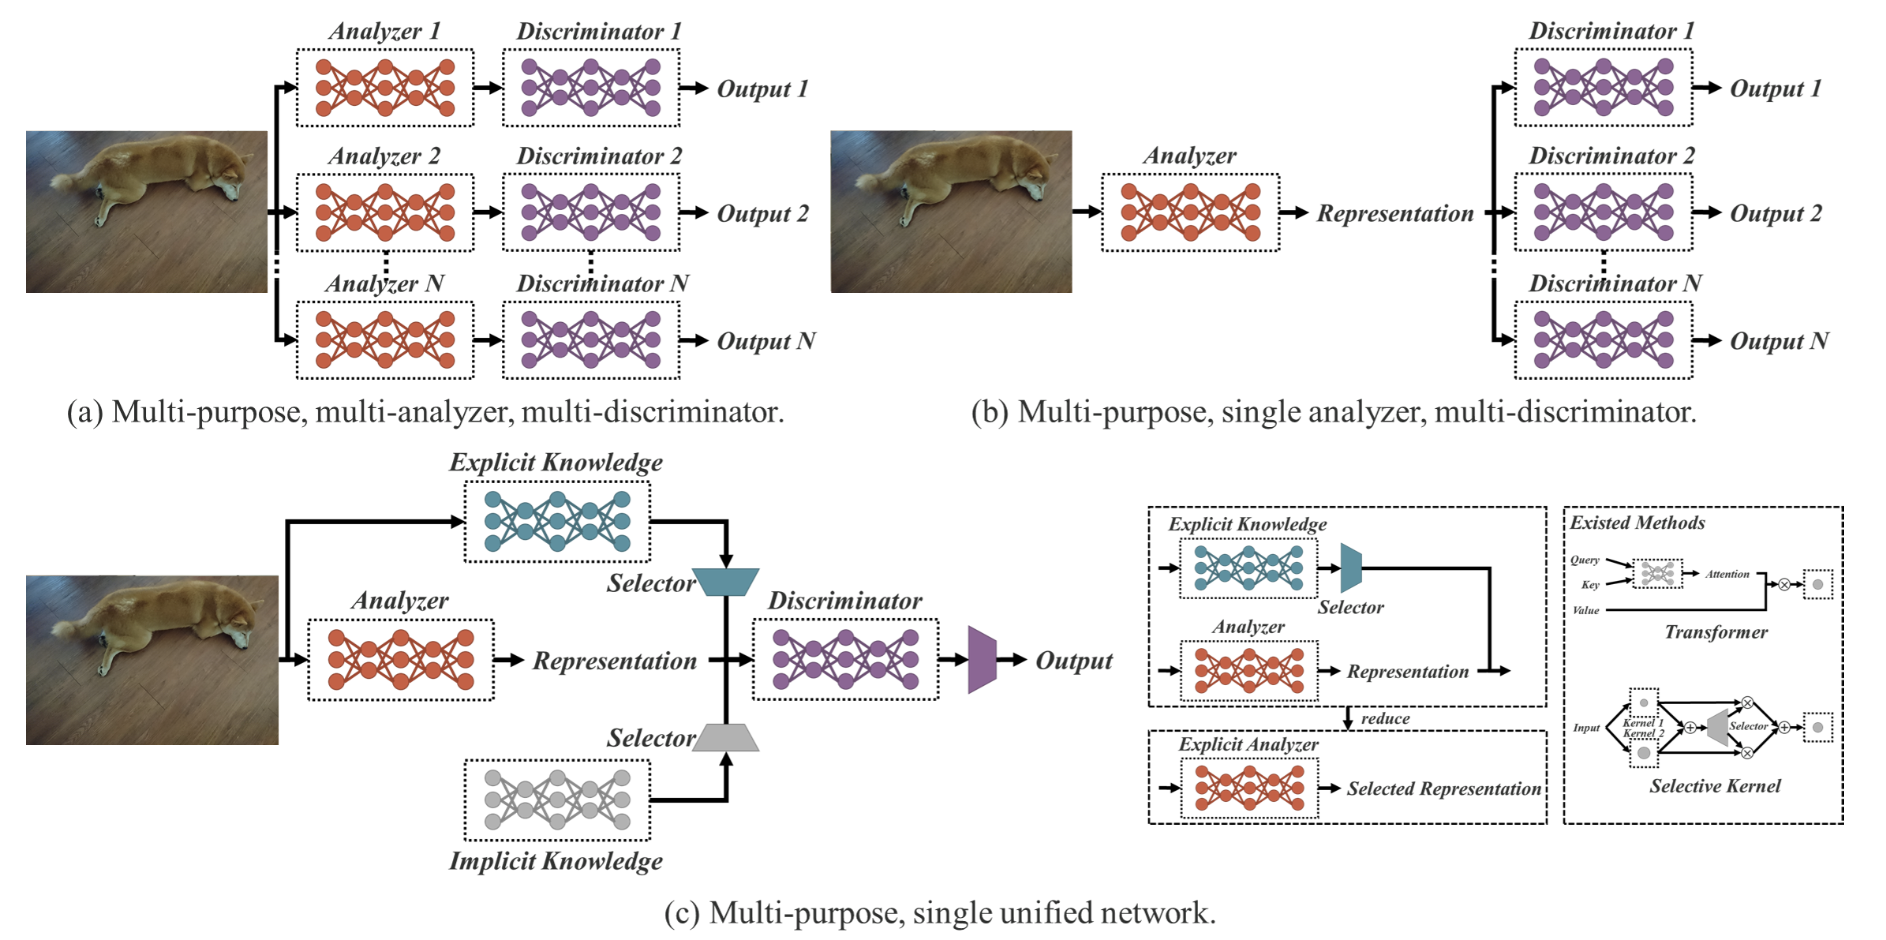 Analyzer 1
Discriminator 1
Output 1
Analyzer 2
Discriminator 2
Output 2
Analyzer N
Discriminator N
Output N
(a) Multi-purpose, multi-analyzer, multi-discriminator.
Analyzer
Representation
Discriminator 1
Output 1
Discriminator 2
Output 2
Discriminator N
Output N
(b) Multi-purpose, single analyzer, multi-discriminator.
Explicit Knowledge
Selector
Analyzer
Representation
Discriminator
Output
Selector
Implicit Knowledge
Explicit Knowledge
Selector
Analyzer
Representation
reduce
Explicit Analyzer
Selected Representation
Existed Methods
Query
Key
Attention
Value
Transformer
Input
Kernel 1
Kernel 2
Selector
Selective Kernel
(c) Multi-purpose, single unified network.